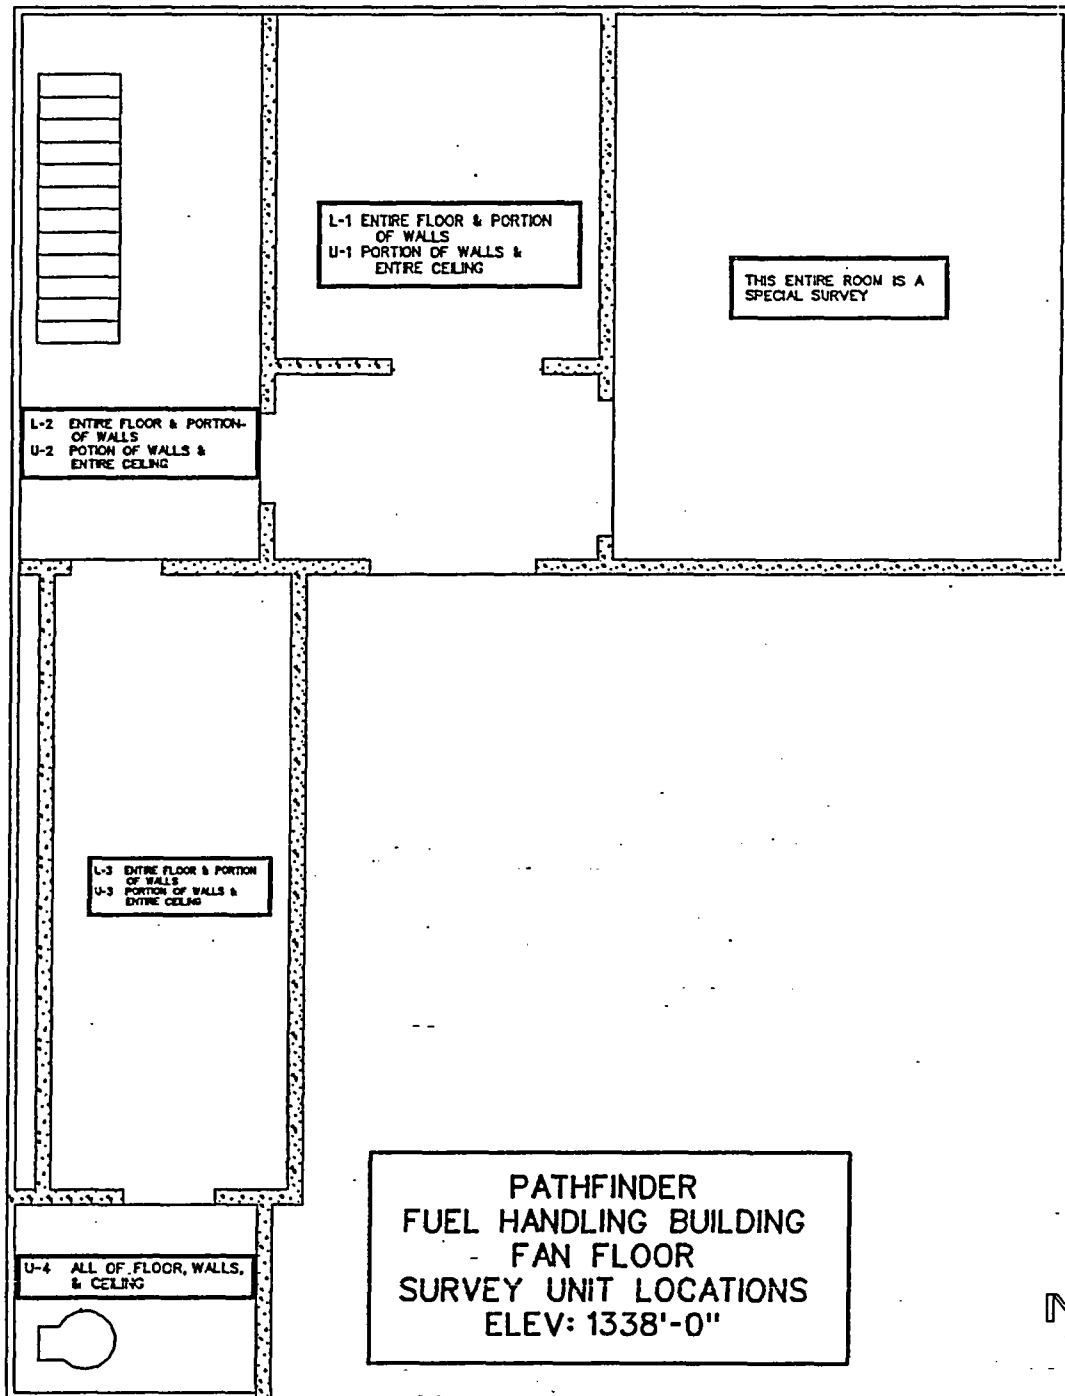 L-1 ENTIRE FLOOR & PORTION
OF WALLS
U-1 PORTION OF WALLS &
ENTIRE CEILING
THIS ENTIRE ROOM IS A
SPECIAL SURVEY
L-2 ENTIRE FLOOR & PORTION
OF WALLS
U-2 POTION OF WALLS &
ENTIRE CEILING
L-3 ENTIRE FLOOR & PORTION
OF WALLS
U-3 PORTION OF WALLS &
ENTIRE CEILING
U-4 ALL OF FLOOR, WALLS,
& CEILING
PATHFINDER
FUEL HANDLING BUILDING
FAN FLOOR
SURVEY UNIT LOCATIONS
ELEV: 1338'-0"